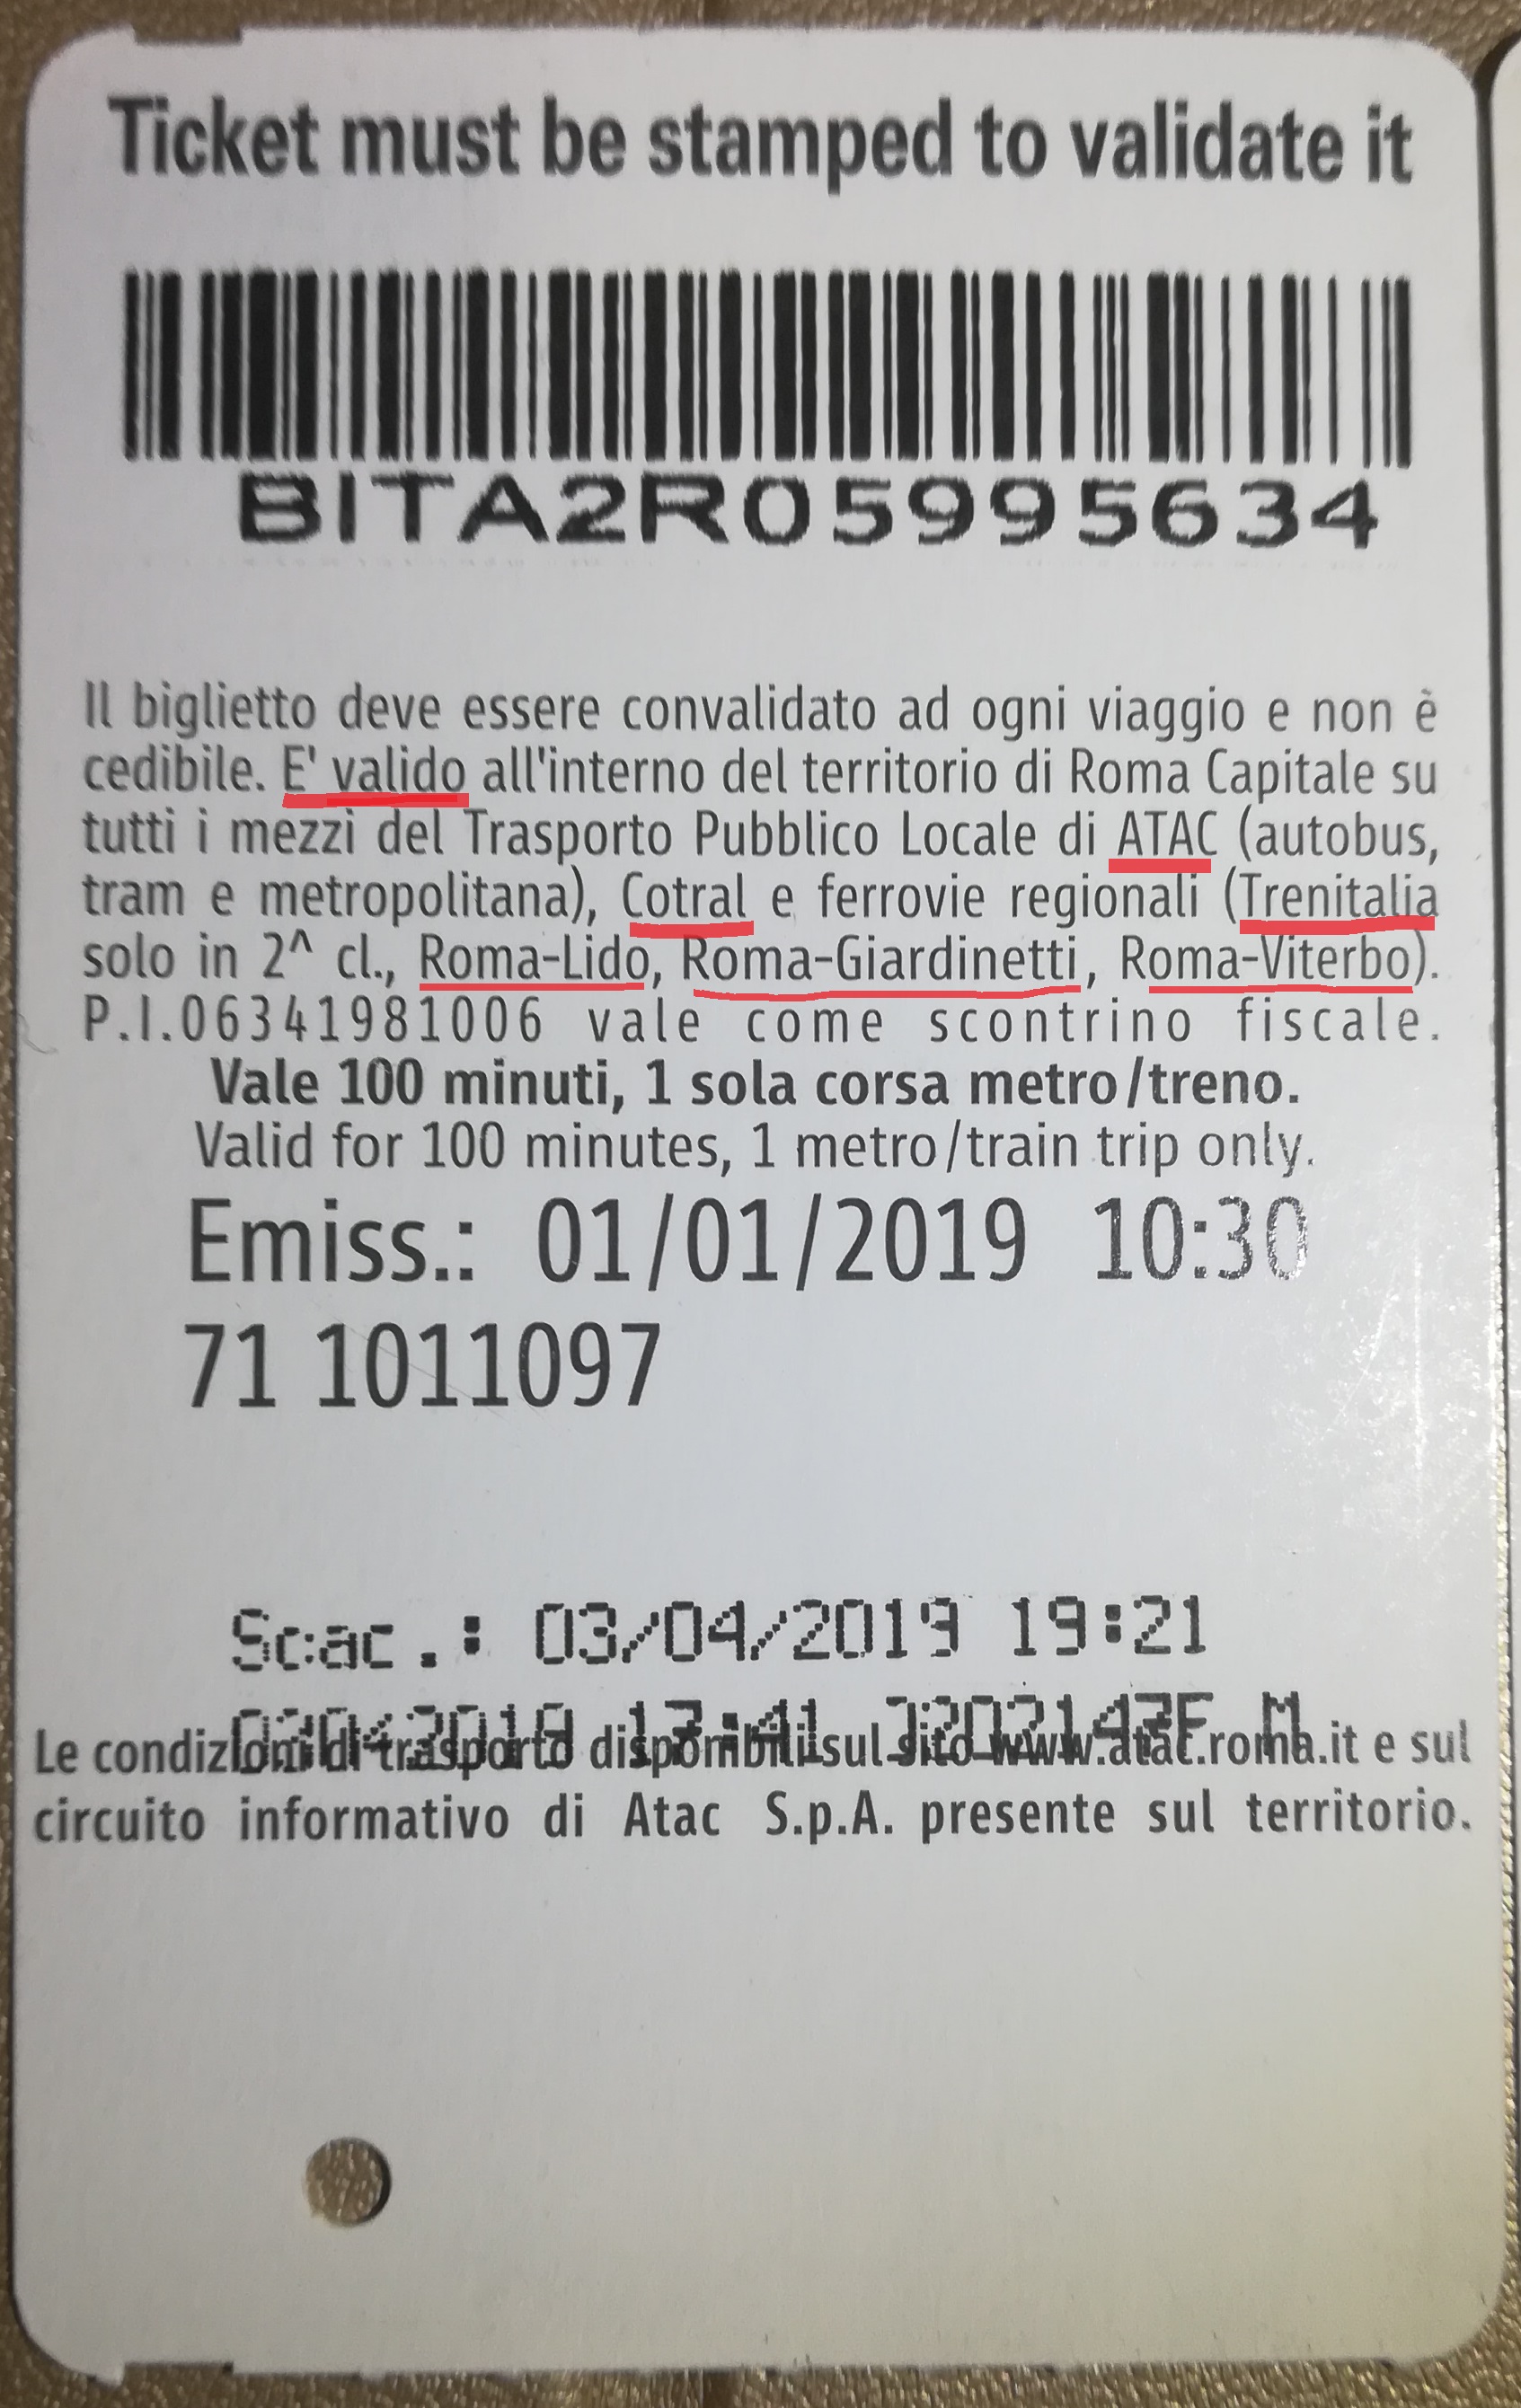 Ticket must be stamped to validate it
BITA2R05995634
Il biglietto deve essere convalidato ad ogni viaggio e non è
cedibile. E' valido all'interno del territorio di Roma Capitale su
tutti i mezzi del Trasporto Pubblico Locale di ATAC (autobus,
tram e metropolitana), Cotral e ferrovie regionali (Trenitalia
solo in 2^ cl., Roma-Lido, Roma-Giardinetti, Roma-Viterbo).
P.I.06341981006 vale come scontrino fiscale.
Vale 100 minuti, 1 sola corsa metro/treno.
Valid for 100 minutes, 1 metro/train trip only.
Emiss.: 01/01/2019 10:30
71 1011097
Scac.: 03/04/2019 19:21
17:41 M
Le condizioni di trasporto disponibili sul sito www.atac.roma.it e sul
circuito informativo di Atac S.p.A. presente sul territorio.